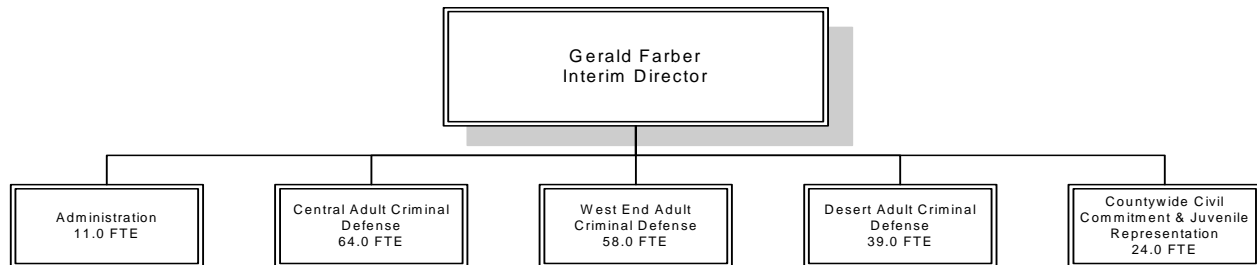 Gerald Farber
Interim Director
Administration
11.0 FTE
Central Adult Criminal
Defense
64.0 FTE
West End Adult
Criminal Defense
58.0 FTE
Desert Adult Criminal
Defense
39.0 FTE
Countywide Civil
Commitment & Juvenile
Representation
24.0 FTE